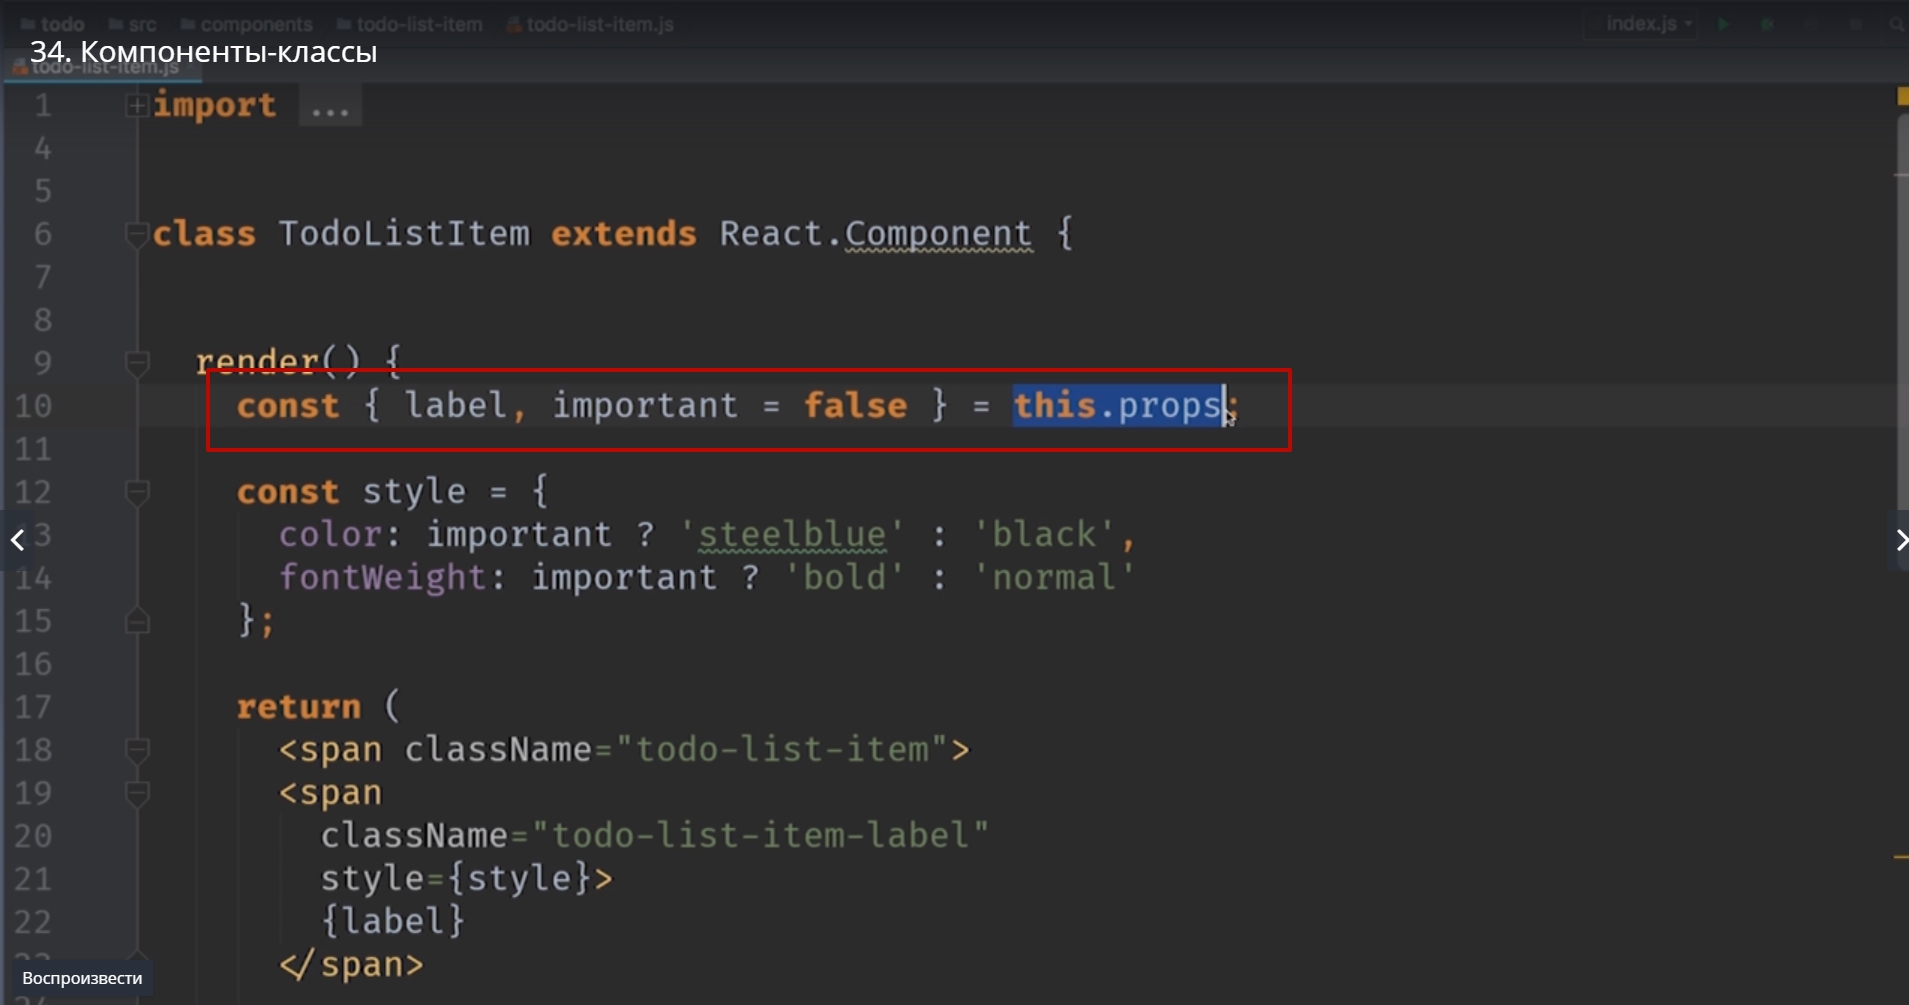 todo src components todo-list-item todo-list-item.js index.js
34. Компоненты-классы
todo-list-item.js
1 import ...
4
5
6 class TodoListItem extends React.Component {
7
8
9 render() {
10 const { label, important = false } = this.props;
11
12 const style = {
13 color: important ? 'steelblue' : 'black',
14 fontWeight: important ? 'bold' : 'normal'
15 };
16
17 return (
18 <span className="todo-list-item">
19 <span
20 className="todo-list-item-label"
21 style={style}>
22 {label}
</span>
Воспроизвести